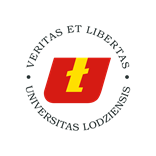 VERITAS ET LIBERTAS
UNIVERSITAS LODZIENSIS